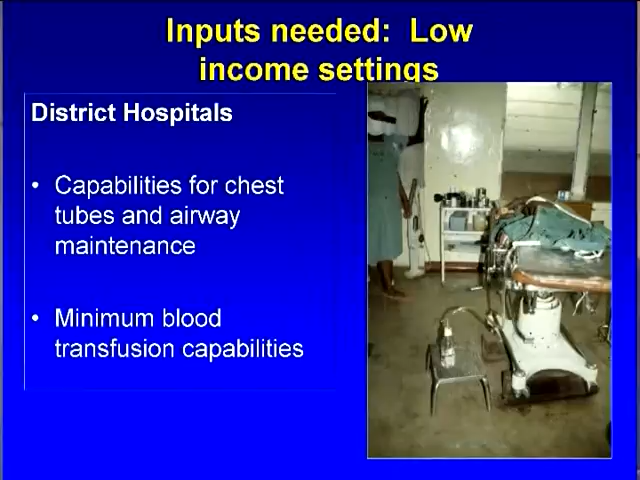 Inputs needed: Low
income settings
District Hospitals
• Capabilities for chest
tubes and airway
maintenance
• Minimum blood
transfusion capabilities